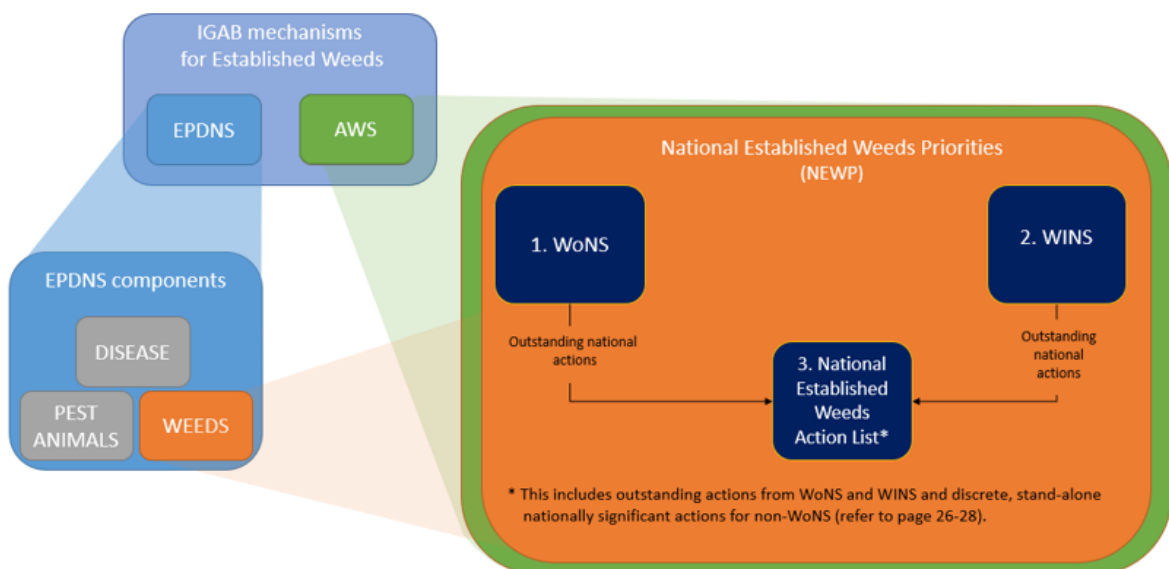 IGAB mechanisms
for Established Weeds
EPDNS
AWS
EPDNS components
DISEASE
PEST
ANIMALS
WEEDS
National Established Weeds Priorities
(NEWP)
1. WoNS
2. WINS
Outstanding national
actions
Outstanding
national
actions
3. National
Established
Weeds
Action List*
* This includes outstanding actions from WoNS and WINS and discrete, stand-alone
nationally significant actions for non-WoNS (refer to page 26-28).